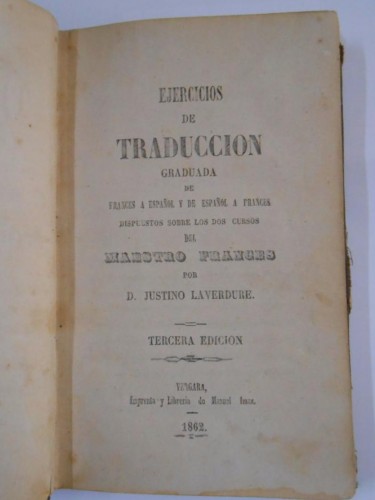 EJERCICIOS
DE
TRADUCCION
GRADUADA
DE
FRANCES A ESPAÑOL Y DE ESPAÑOL A FRANCES
DISPUESTOS SOBRE LOS DOS CURSOS
DEL
MAESTRO FRANCES
POR
D. JUSTINO LAVERDURE.
TERCERA EDICION
VERGARA,
Imprenta y Librería de Manuel
1862.